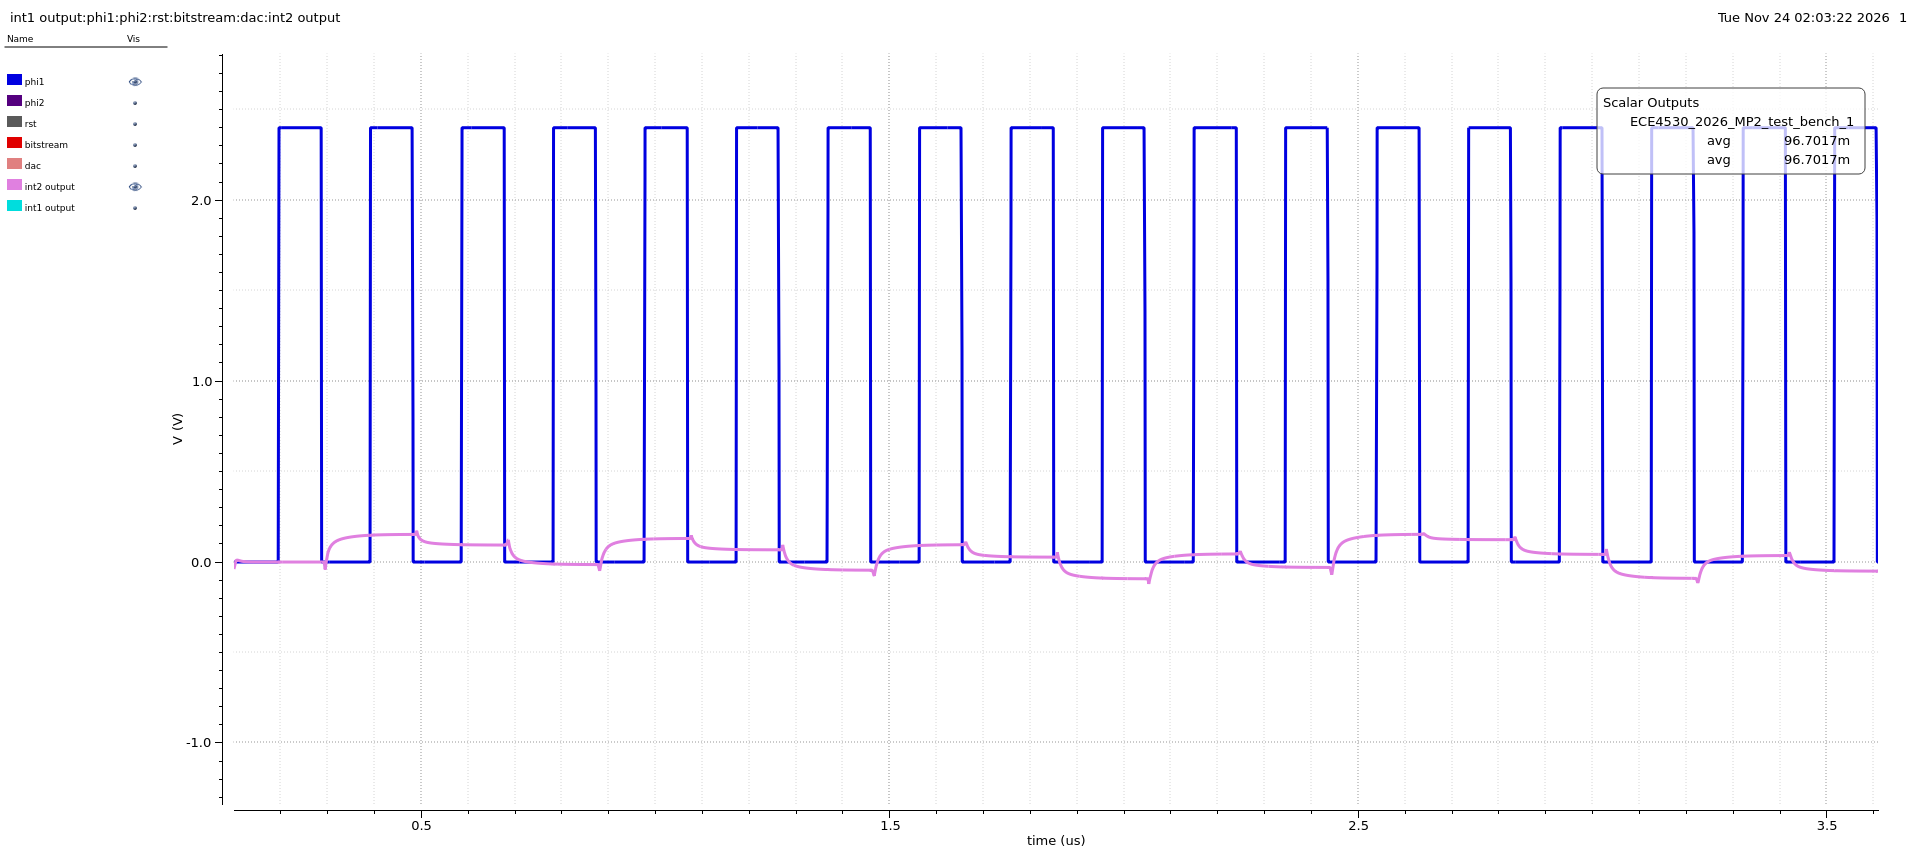 int1 output:phi1:phi2:rst:bitstream:dac:int2 output
Tue Nov 24 02:03:22 2026 1
Name Vis
phi1
phi2
rst
bitstream
dac
int2 output
int1 output
Scalar Outputs
ECE4530_2026_MP2_test_bench_1
avg 96.7017m
avg 96.7017m
2.0
1.0
0.0
-1.0
V (V)
0.5 1.5 2.5 3.5
time (us)